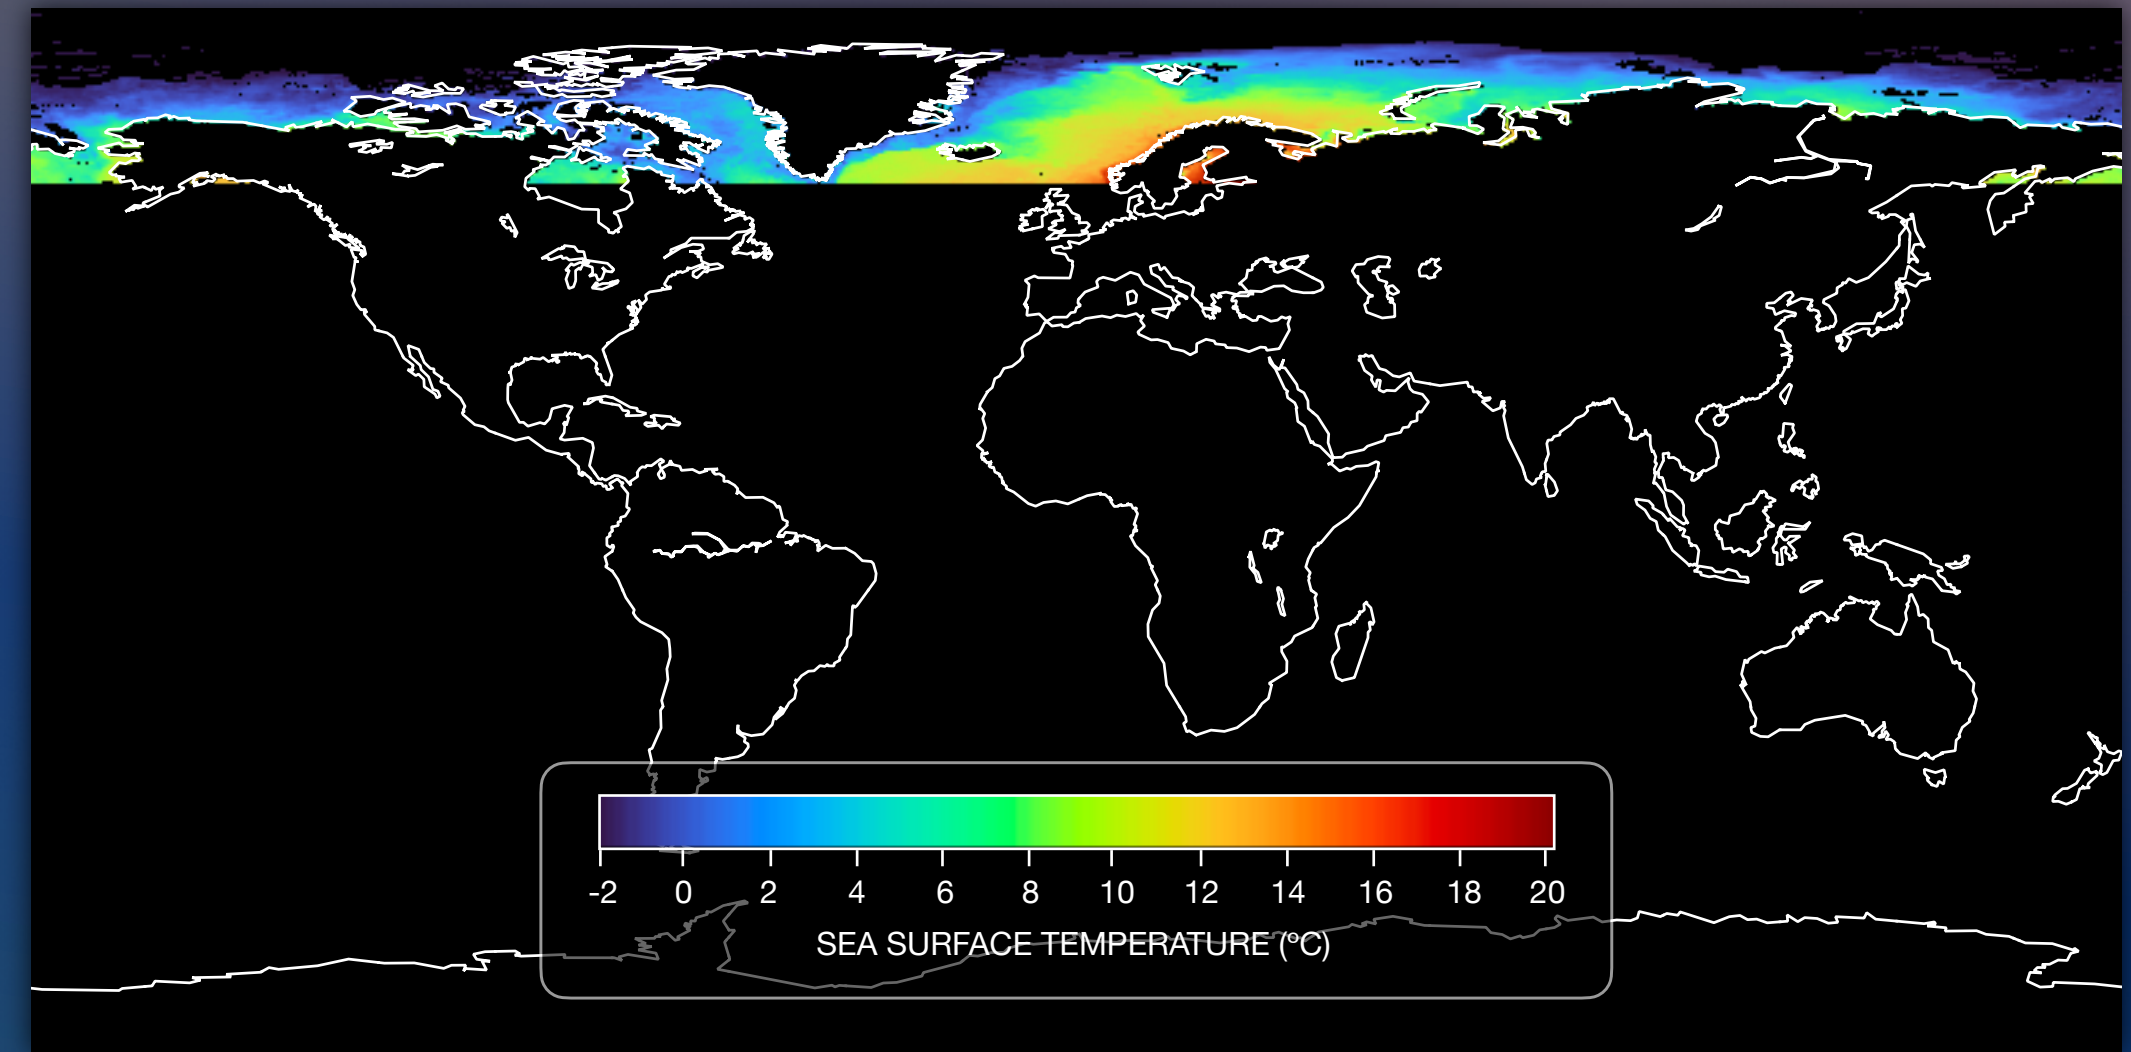 -2 0 2 4 6 8 10 12 14 16 18 20
SEA SURFACE TEMPERATURE (ºC)